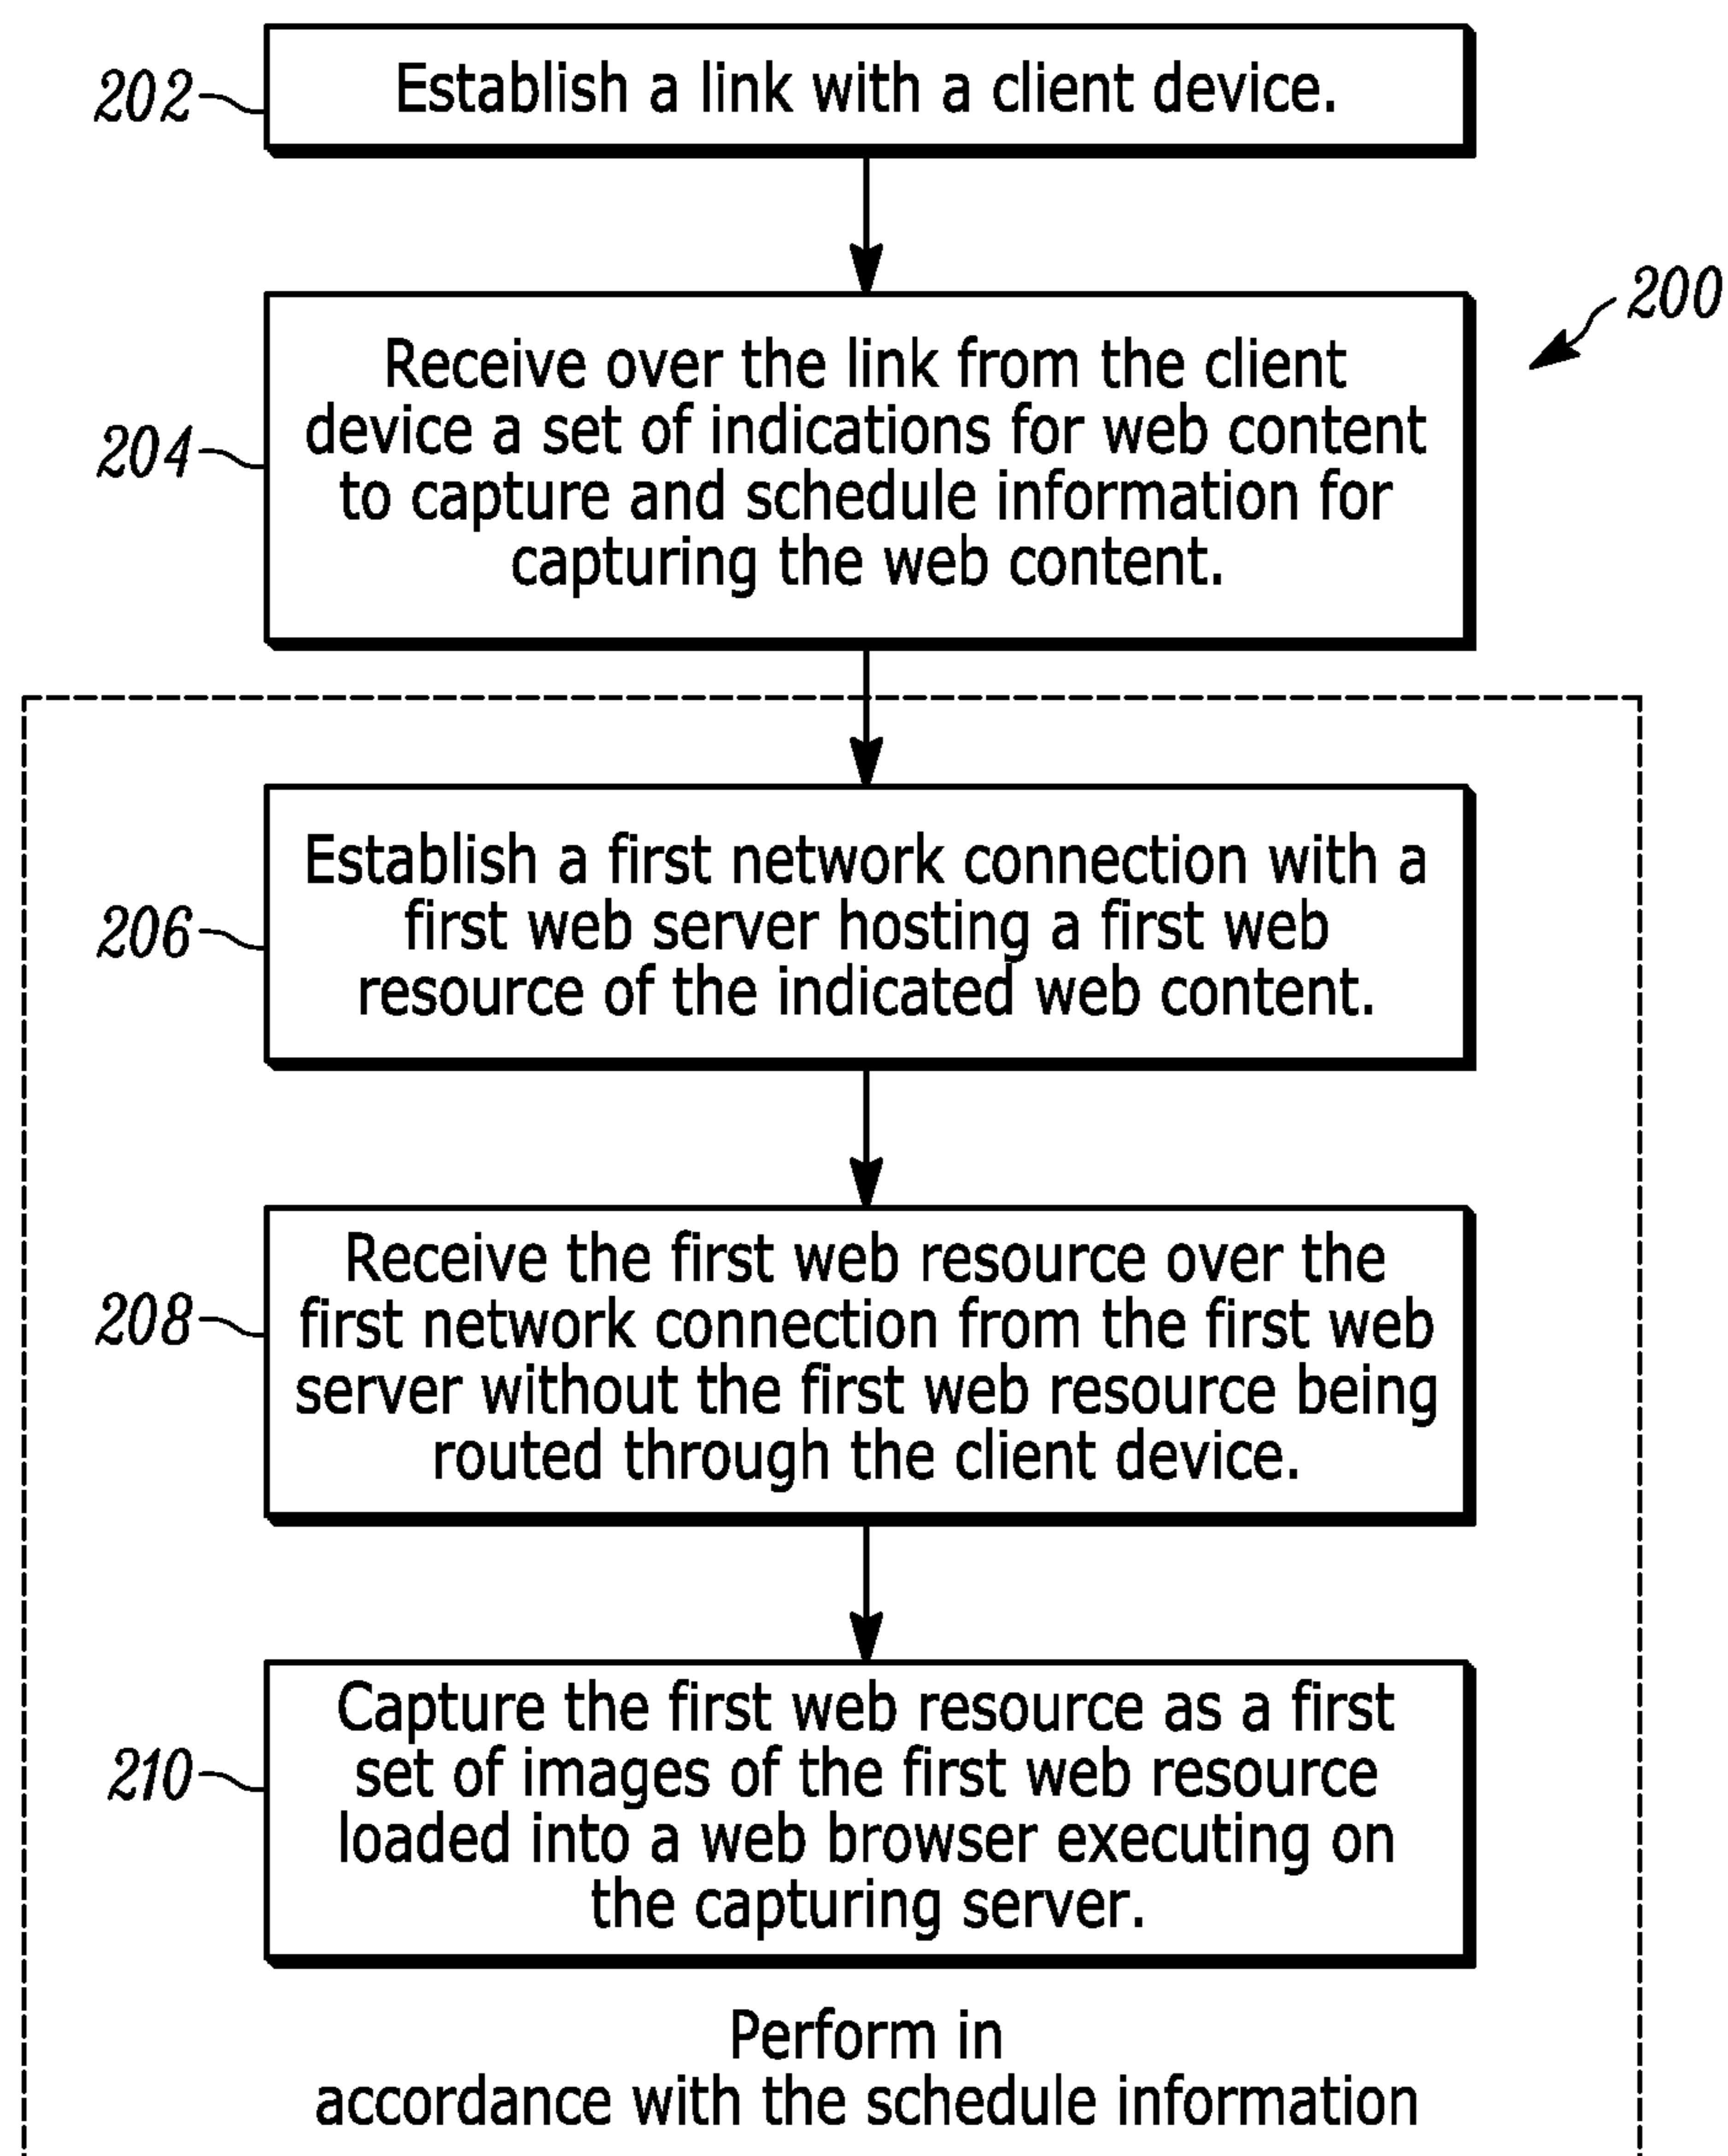 202
Establish a link with a client device.
200
204
Receive over the link from the client
device a set of indications for web content
to capture and schedule information for
capturing the web content.
206
Establish a first network connection with a
first web server hosting a first web
resource of the indicated web content.
208
Receive the first web resource over the
first network connection from the first web
server without the first web resource being
routed through the client device.
210
Capture the first web resource as a first
set of images of the first web resource
loaded into a web browser executing on
the capturing server.
Perform in
accordance with the schedule information